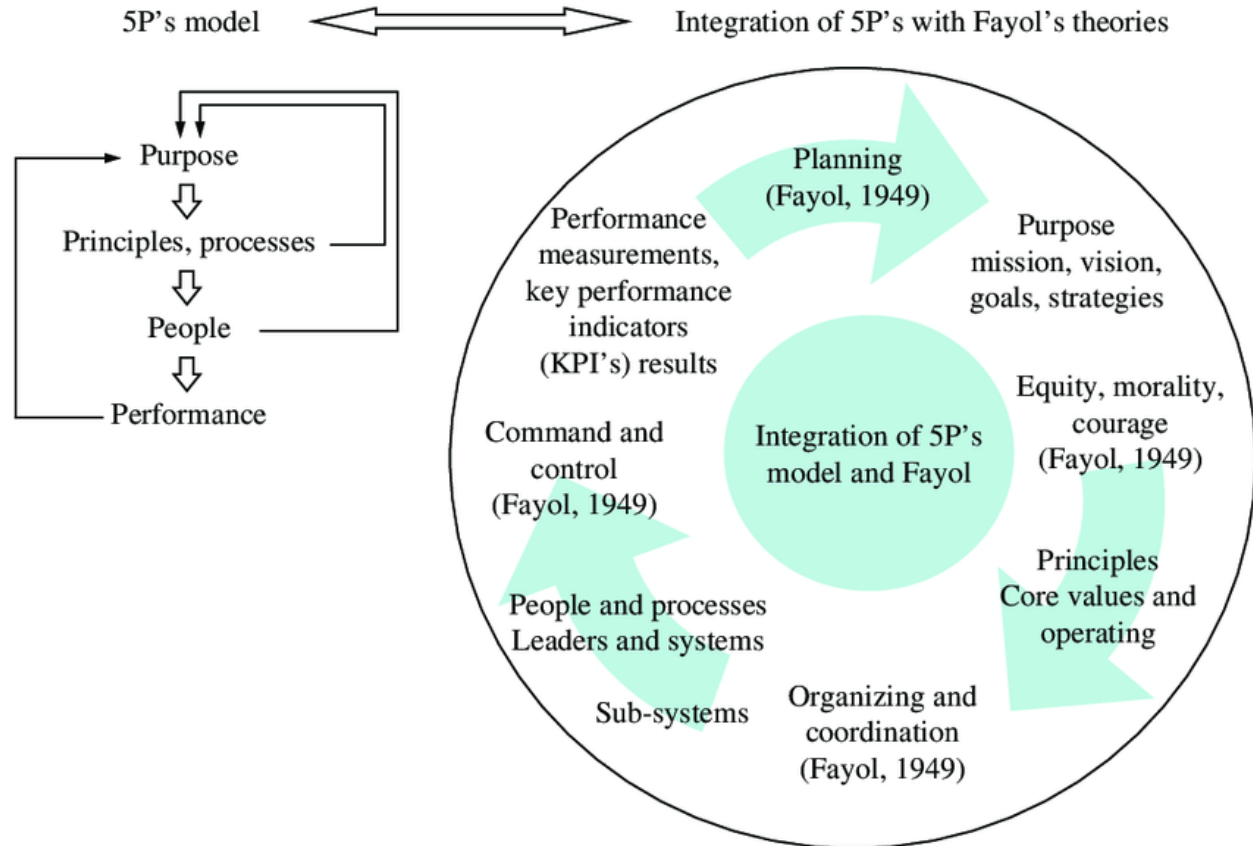 5P's model
Integration of 5P's with Fayol's theories
Purpose
Principles, processes
People
Performance
Planning
(Fayol, 1949)
Purpose
mission, vision,
goals, strategies
Equity, morality,
courage
(Fayol, 1949)
Principles
Core values and
operating
Organizing and
coordination
(Fayol, 1949)
People and processes
Leaders and systems
Sub-systems
Command and
control
(Fayol, 1949)
Performance
measurements,
key performance
indicators
(KPI's) results
Integration of 5P's
model and Fayol